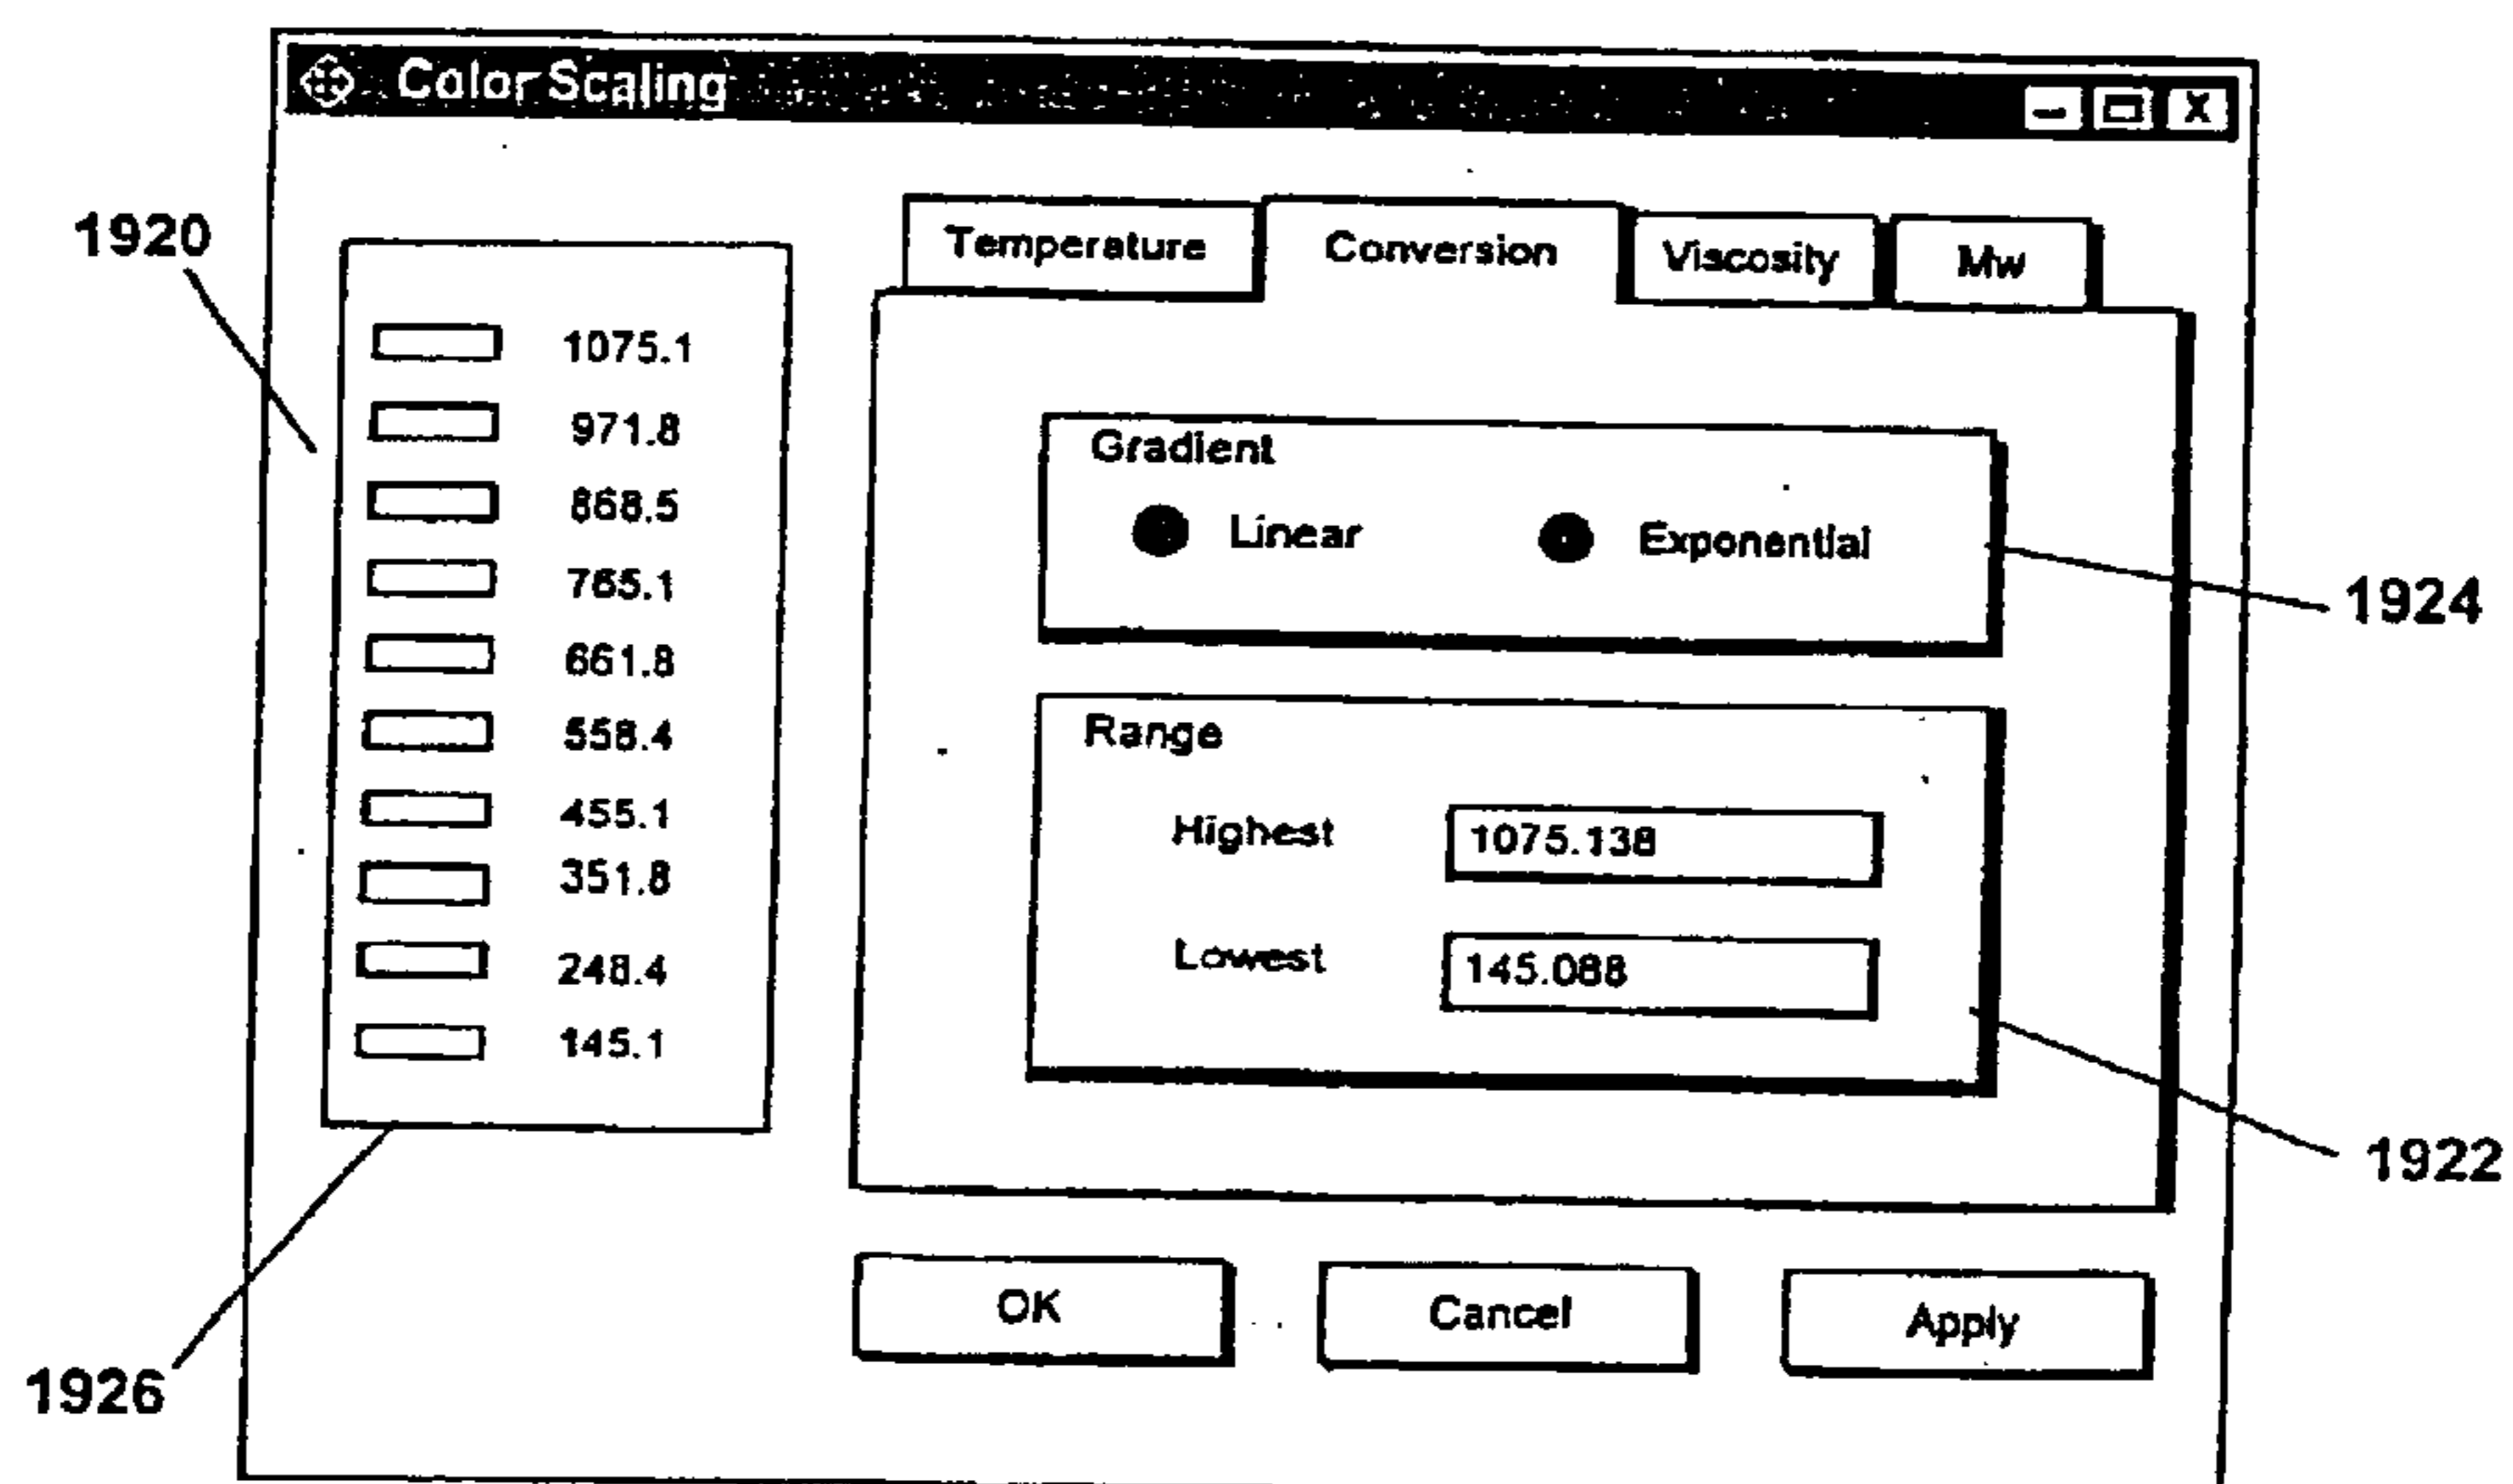 Color Scaling
1920
Temperature Conversion Viscosity Mw
1075.1
971.8
868.5
765.1
661.8
558.4
455.1
351.8
248.4
145.1
Gradient
Linear Exponential
1924
Range
Highest 1075.138
Lowest 145.088
1922
OK Cancel Apply
1926